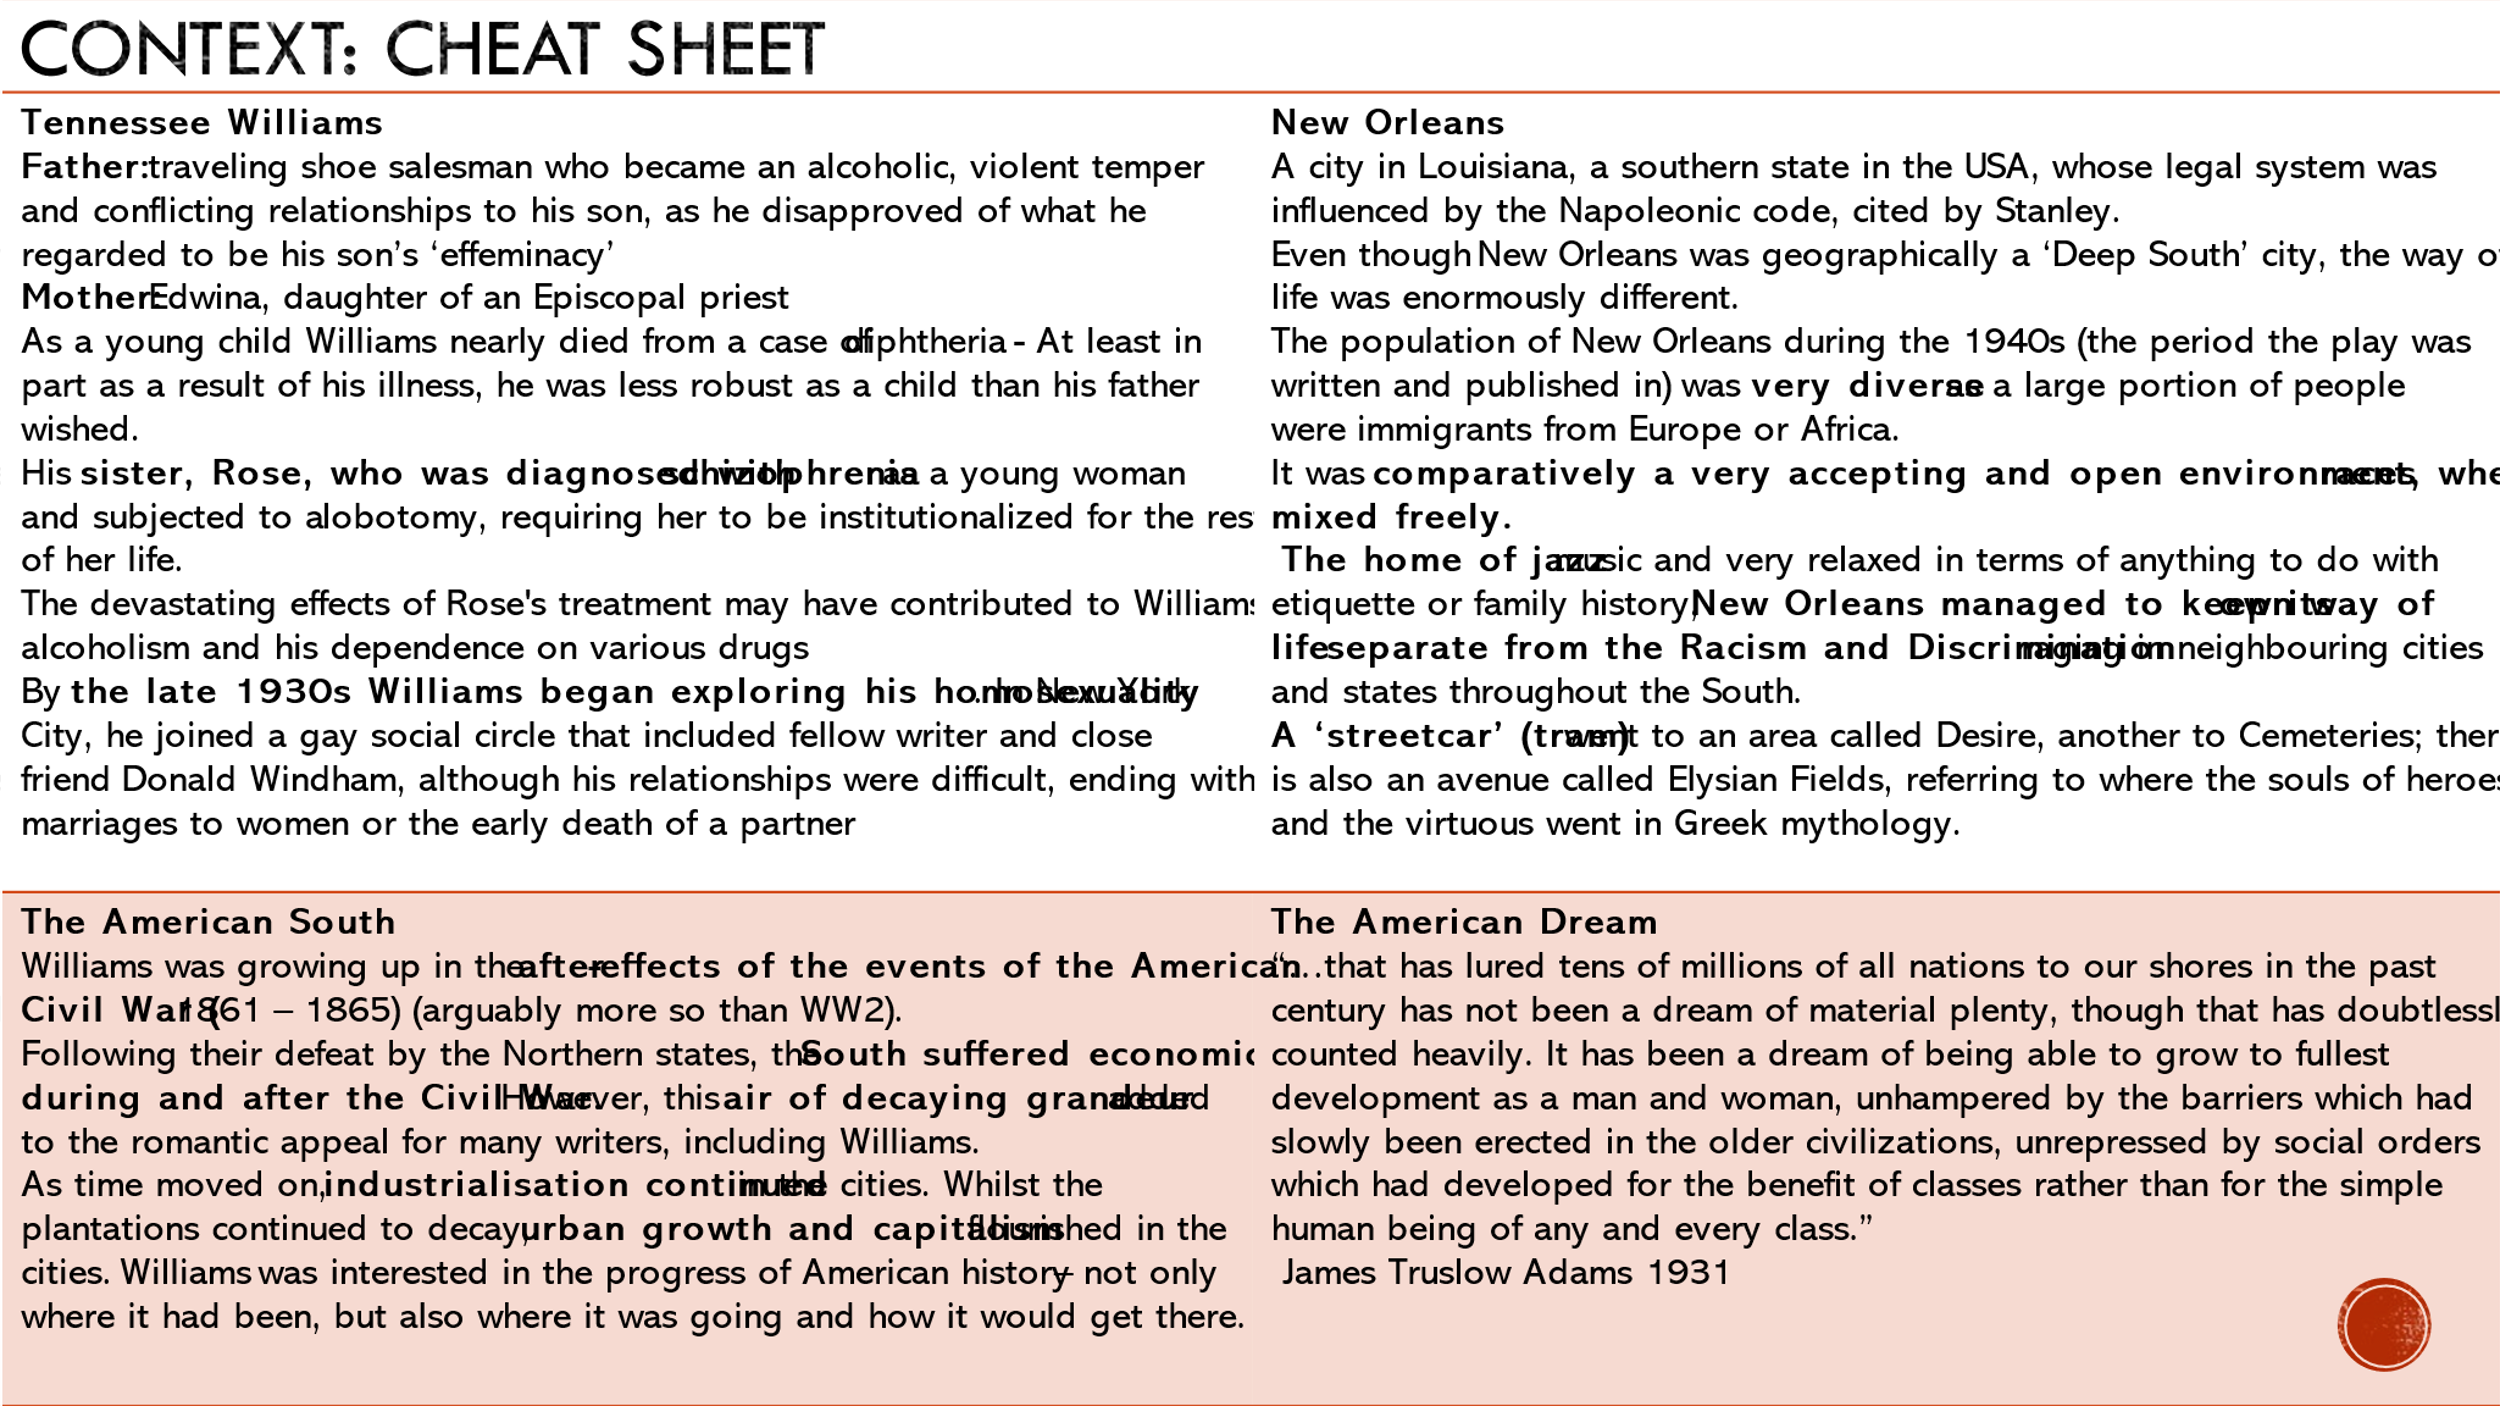 CONTEXT: CHEAT SHEET
Tennessee Williams
Father:traveling shoe salesman who became an alcoholic, violent temper
and conflicting relationships to his son, as he disapproved of what he
regarded to be his son's 'effeminacy'
Mother:Edwina, daughter of an Episcopal priest
As a young child Williams nearly died from a case of diphtheria - At least in
part as a result of his illness, he was less robust as a child than his father
wished.
His sister, Rose, who was diagnosed with schizophrenia as a young woman
and subjected to a lobotomy, requiring her to be institutionalized for the res
of her life.
The devastating effects of Rose's treatment may have contributed to Williams
alcoholism and his dependence on various drugs
By the late 1930s Williams began exploring his homosexuality. In New York
City, he joined a gay social circle that included fellow writer and close
friend Donald Windham, although his relationships were difficult, ending with
marriages to women or the early death of a partner
New Orleans
A city in Louisiana, a southern state in the USA, whose legal system was
influenced by the Napoleonic code, cited by Stanley.
Even though New Orleans was geographically a 'Deep South' city, the way of
life was enormously different.
The population of New Orleans during the 1940s (the period the play was
written and published in) was very diverse as a large portion of people
were immigrants from Europe or Africa.
It was comparatively a very accepting and open environment, whe races
mixed freely.
The home of jazz music and very relaxed in terms of anything to do with
etiquette or family history, New Orleans managed to keep its own way of
life separate from the Racism and Discrimination raging in neighbouring cities
and states throughout the South.
A 'streetcar' (tram) went to an area called Desire, another to Cemeteries; ther
is also an avenue called Elysian Fields, referring to where the souls of heroes
and the virtuous went in Greek mythology.
The American South
Williams was growing up in the after-effects of the events of the American
Civil War (1861 – 1865) (arguably more so than WW2).
Following their defeat by the Northern states, the South suffered economic
during and after the Civil War. However, this air of decaying grandeur added
to the romantic appeal for many writers, including Williams.
As time moved on, industrialisation continued in the cities. Whilst the
plantations continued to decay, urban growth and capitalism flourished in the
cities. Williams was interested in the progress of American history – not only
where it had been, but also where it was going and how it would get there.
The American Dream
"…that has lured tens of millions of all nations to our shores in the past
century has not been a dream of material plenty, though that has doubtlessl
counted heavily. It has been a dream of being able to grow to fullest
development as a man and woman, unhampered by the barriers which had
slowly been erected in the older civilizations, unrepressed by social orders
which had developed for the benefit of classes rather than for the simple
human being of any and every class."
James Truslow Adams 1931